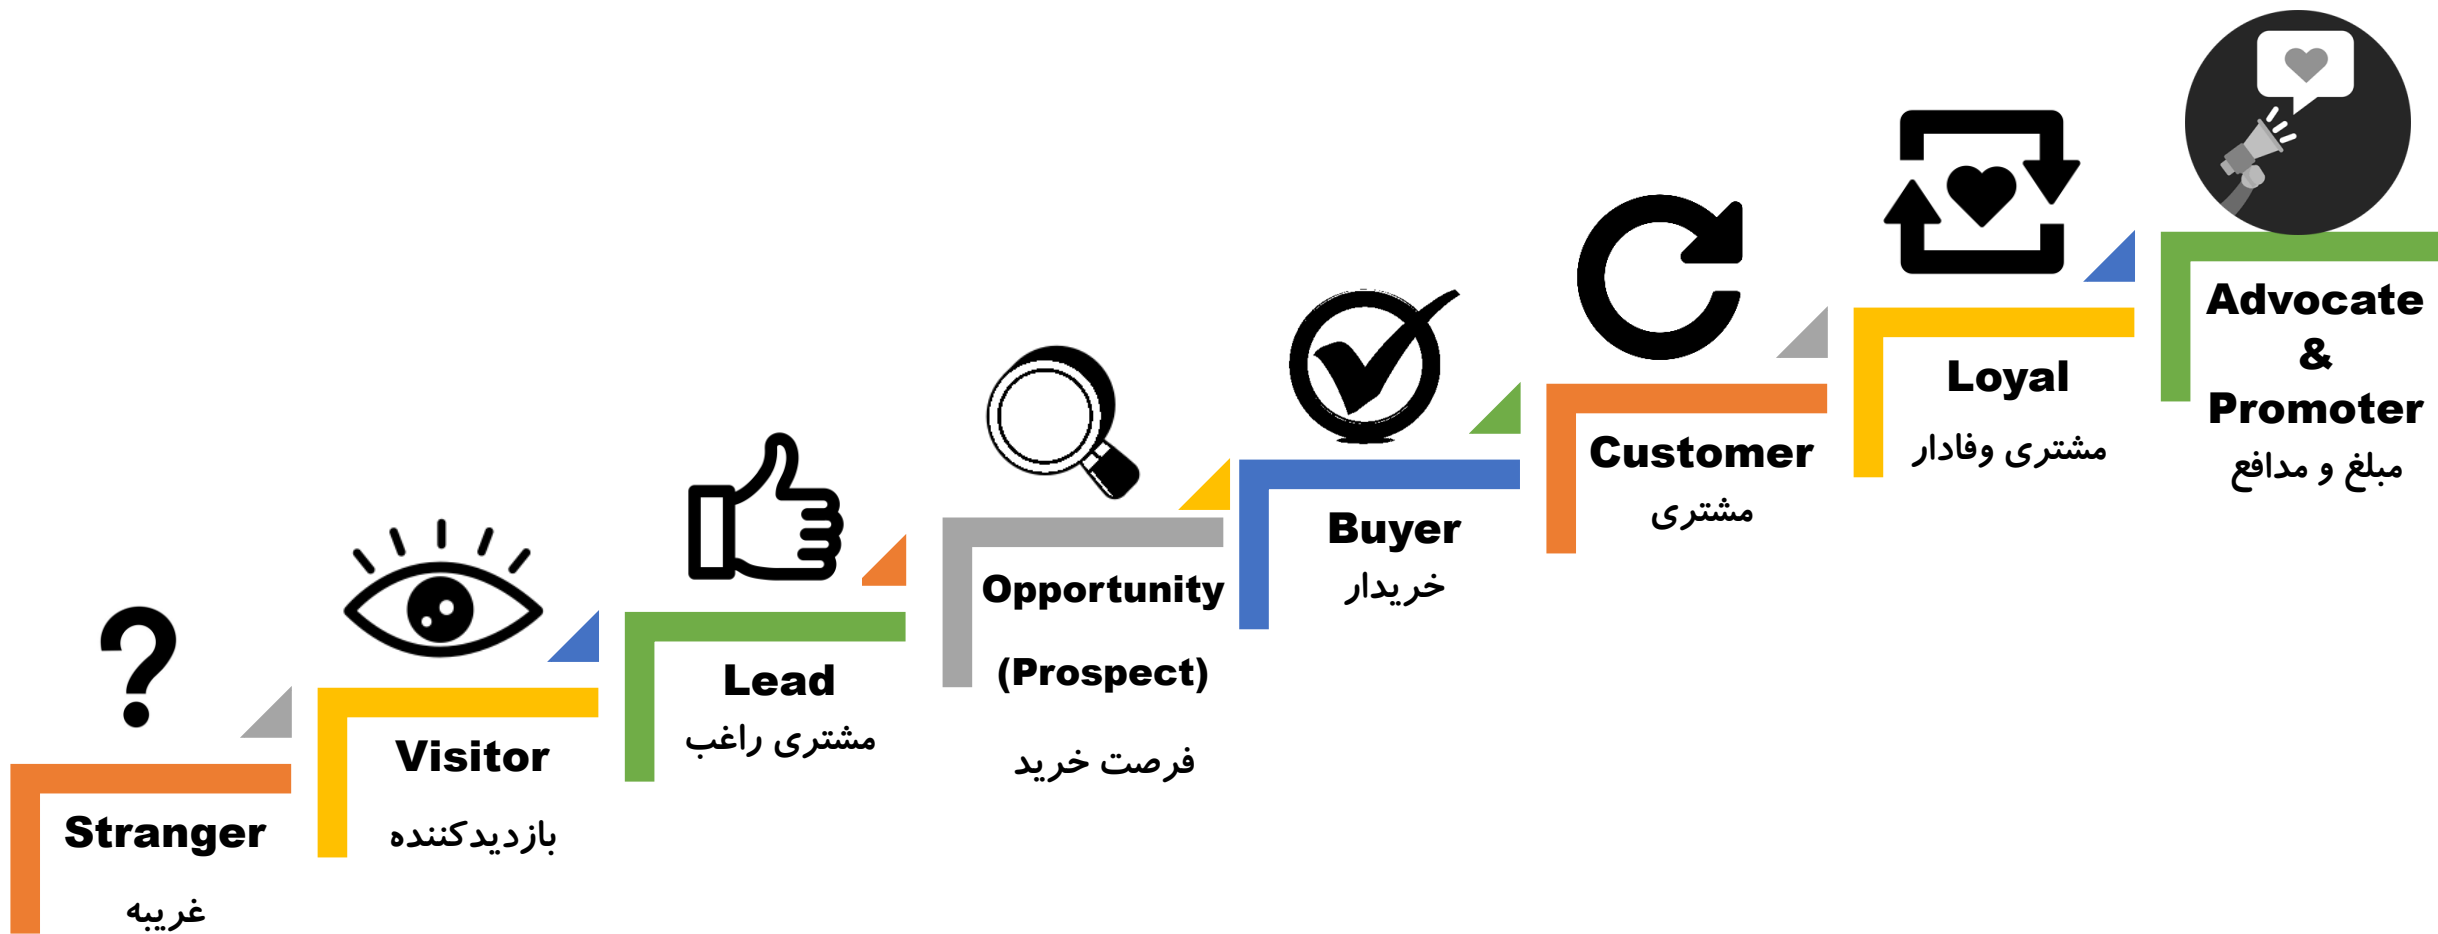 Stranger
غریبه
Visitor
بازدیدکننده
Lead
مشتری راغب
Opportunity
(Prospect)
فرصت خرید
Buyer
خریدار
Customer
مشتری
Loyal
مشتری وفادار
Advocate
&
Promoter
مبلغ و مدافع